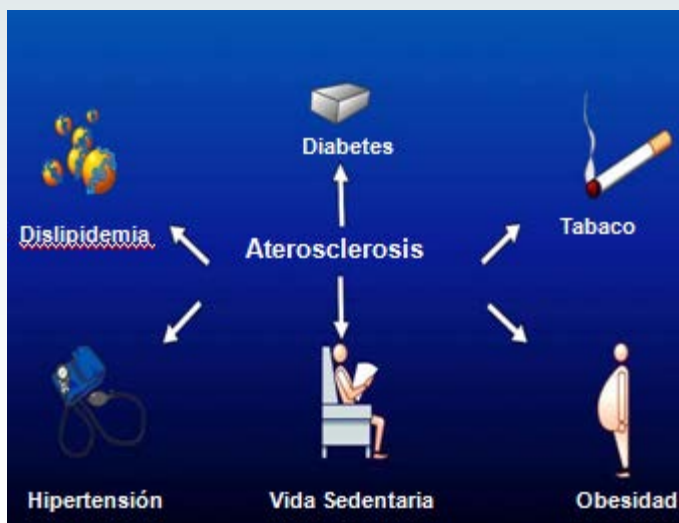 Diabetes
Dislipidemia
Tabaco
Aterosclerosis
Hipertensión
Vida Sedentaria
Obesidad